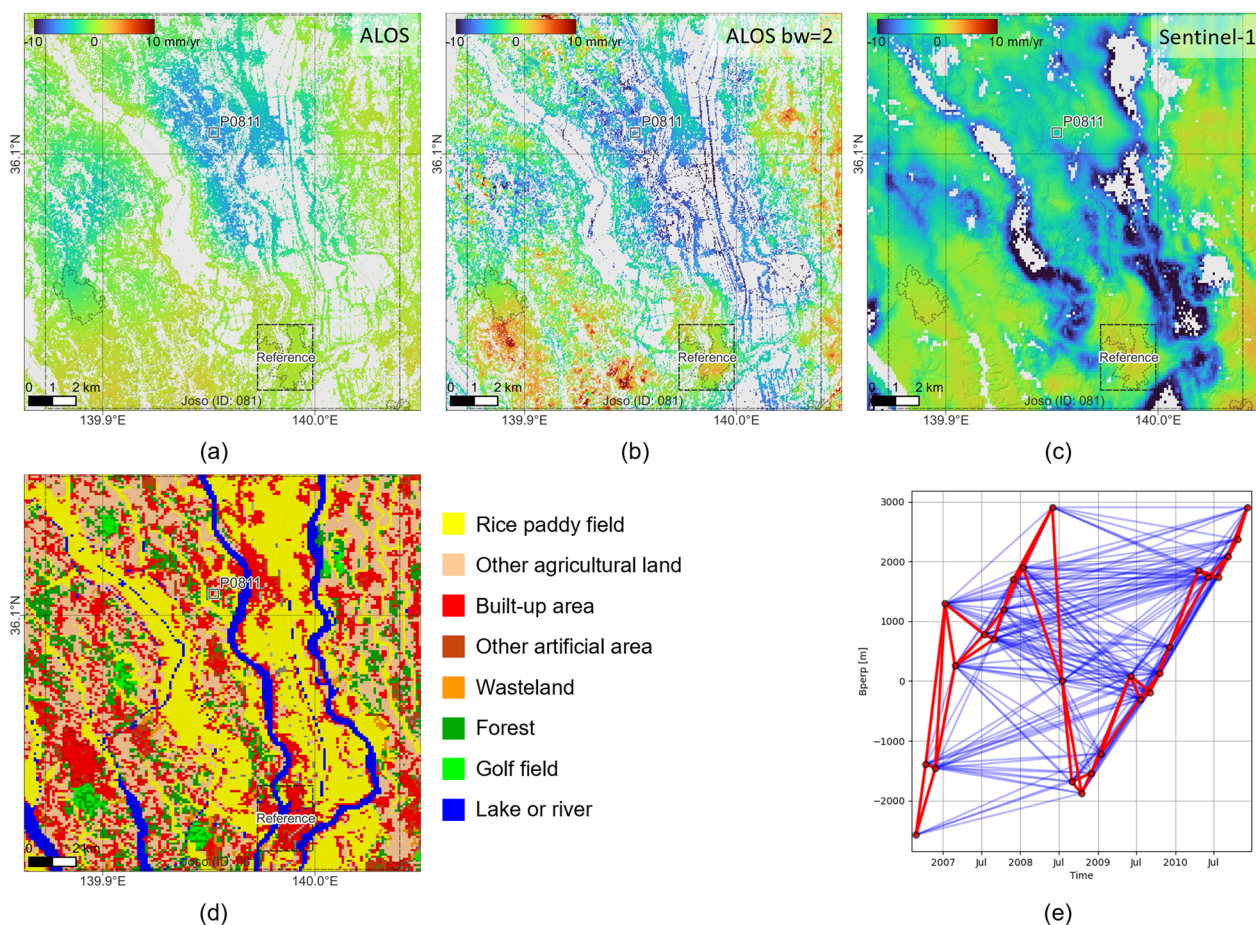 -10 0 10 mm/yr ALOS
P0811
36.1°N
Reference
0 1 2 km
Joso (ID: 081)
139.9°E 140.0°E
(a)
-10 0 10 mm/yr ALOS bw=2
P0811
36.1°N
Reference
0 1 2 km
Joso (ID: 081)
139.9°E 140.0°E
(b)
-10 0 10 mm/yr Sentinel-1
P0811
36.1°N
Reference
0 1 2 km
Joso (ID: 081)
139.9°E 140.0°E
(c)
P0811
36.1°N
Reference
0 1 2 km
Joso (ID: 08
139.9°E 140.0°E
(d)
Rice paddy field
Other agricultural land
Built-up area
Other artificial area
Wasteland
Forest
Golf field
Lake or river
Bperp [m]
3000
2000
1000
0
−1000
−2000
2007 Jul 2008 Jul 2009 Jul 2010 Jul
Time
(e)